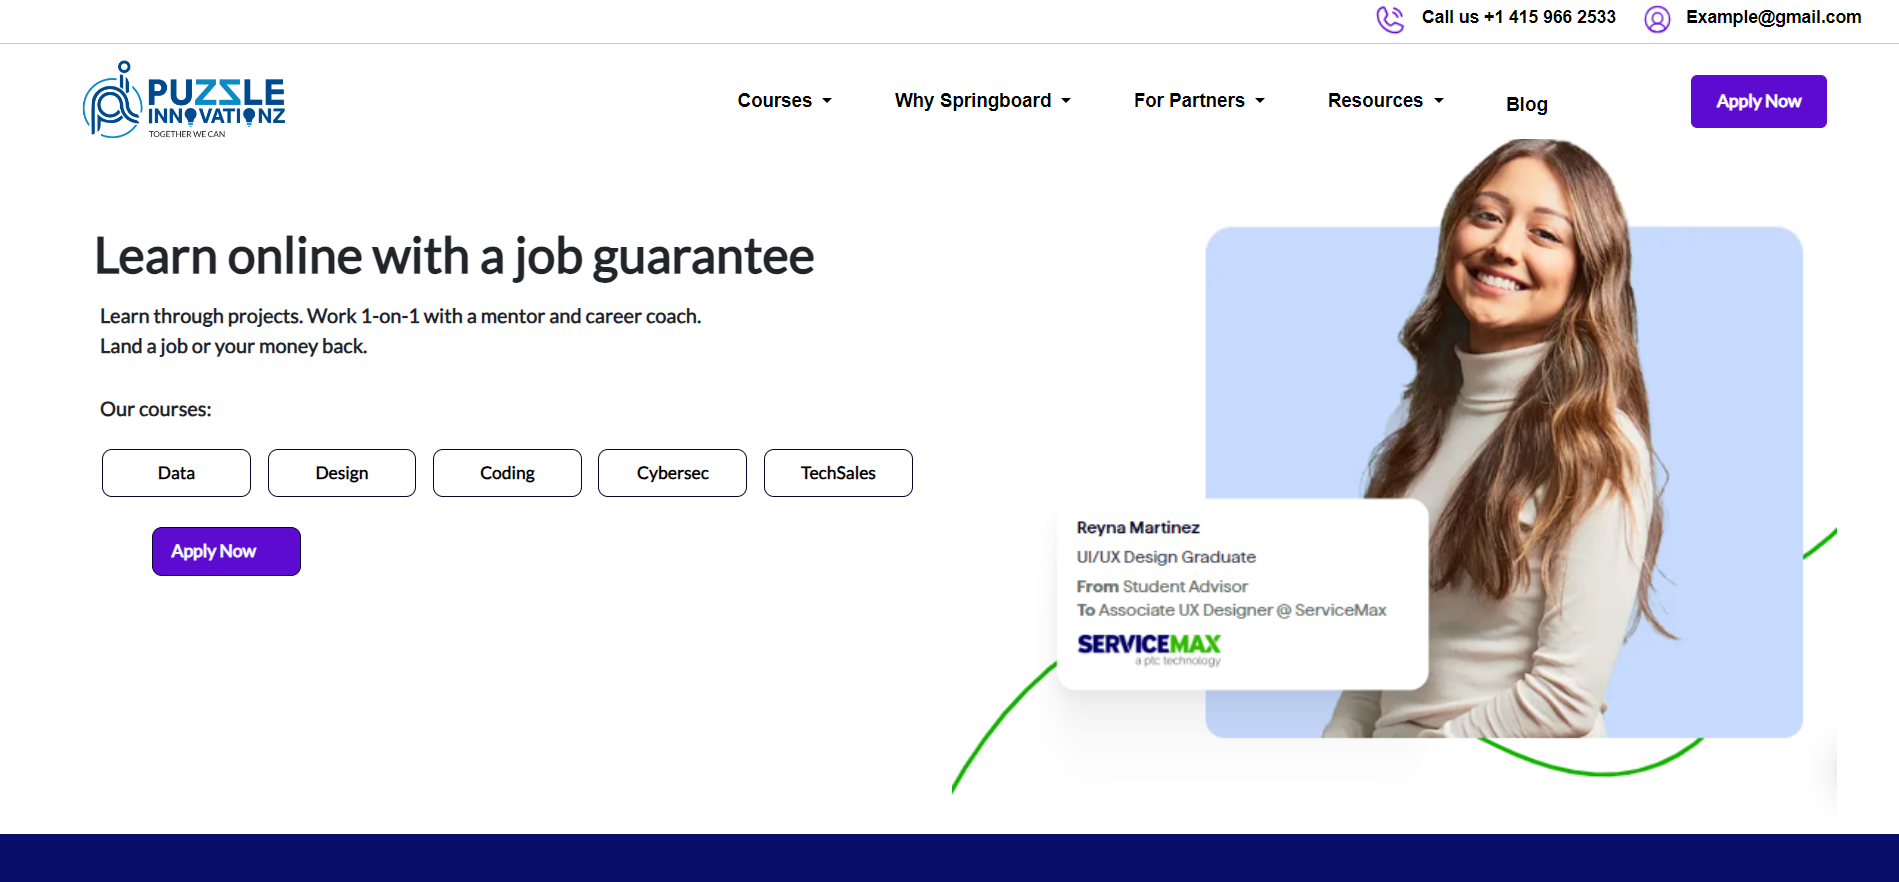 Call us +1 415 966 2533 Example@gmail.com
PUZZLE
INNOVATIONZ
TOGETHER WE CAN
Courses Why Springboard For Partners Resources Blog Apply Now
Learn online with a job guarantee
Learn through projects. Work 1-on-1 with a mentor and career coach.
Land a job or your money back.
Our courses:
Data Design Coding Cybersec TechSales
Apply Now
Reyna Martinez
UI/UX Design Graduate
From Student Advisor
To Associate UX Designer @ ServiceMax
SERVICEMAX
a ptc technology